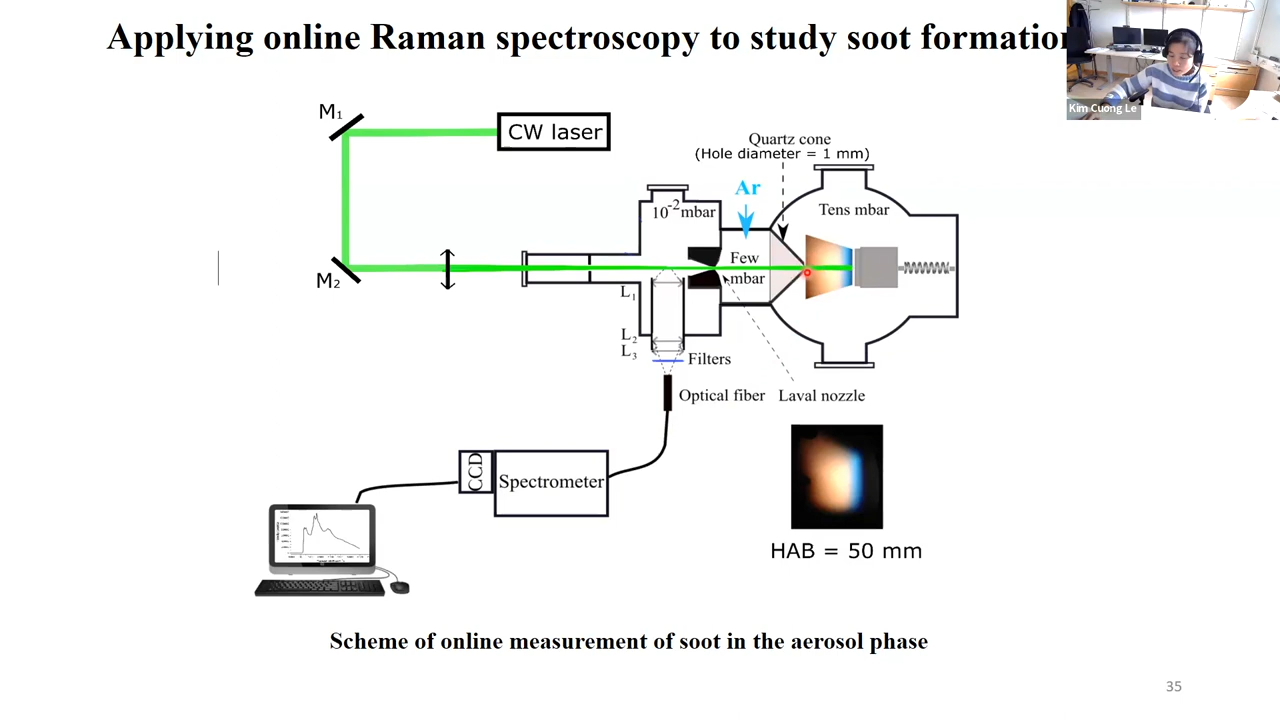 Applying online Raman spectroscopy to study soot formation
Kim Cuong Le
M1
CW laser
Quartz cone
(Hole diameter = 1 mm)
Ar
10-2 mbar
Tens mbar
Few
mbar
M2
L1
L2
L3
Filters
Optical fiber
Laval nozzle
CCD
Spectrometer
HAB = 50 mm
Scheme of online measurement of soot in the aerosol phase
35